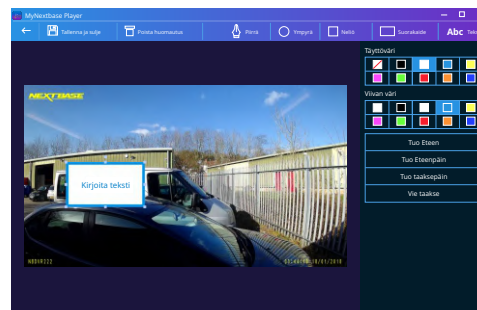 MyNextbase Player
Tallenna ja sulje
Poista huomautus
Piirrä
Ympyrä
Neliö
Suorakaide
Abc
Täyttöväri
NEXTBASE
Kirjoita teksti
Viivan väri
Tuo Eteen
Tuo Eteenpäin
Tuo taaksepäin
Vie taakse